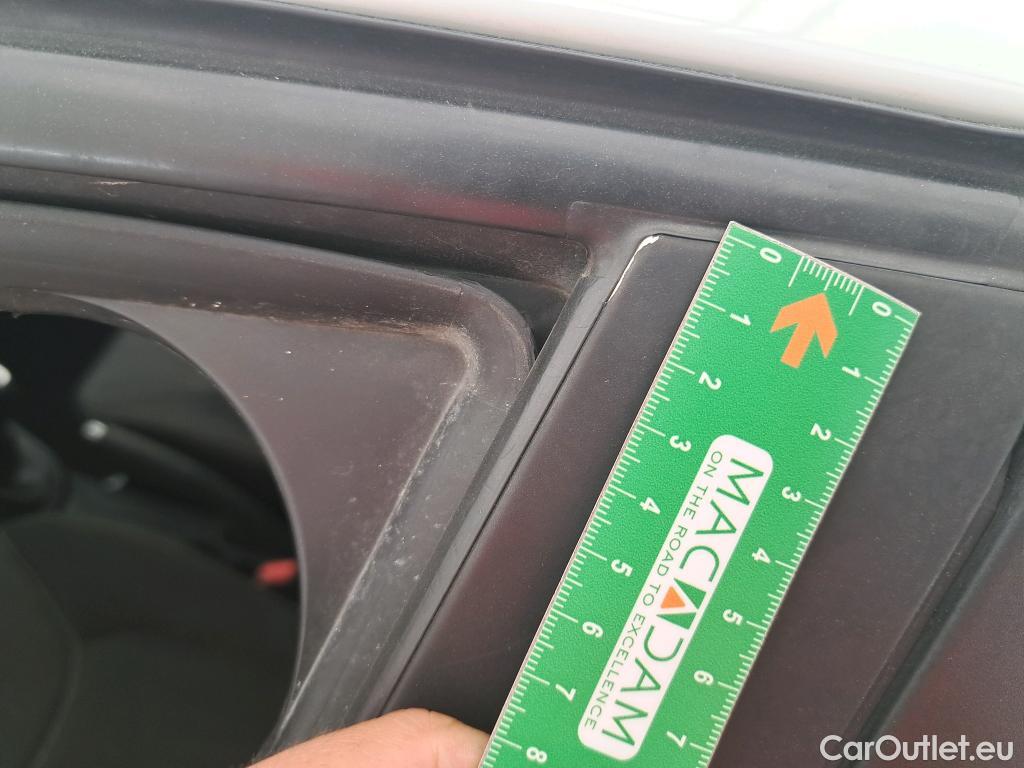 0 1 2 3 4 5 6 7 8
0 1 2 3 4 5 6 7
MACADAM
ON THE ROAD TO EXCELLENCE
CarOutlet.eu